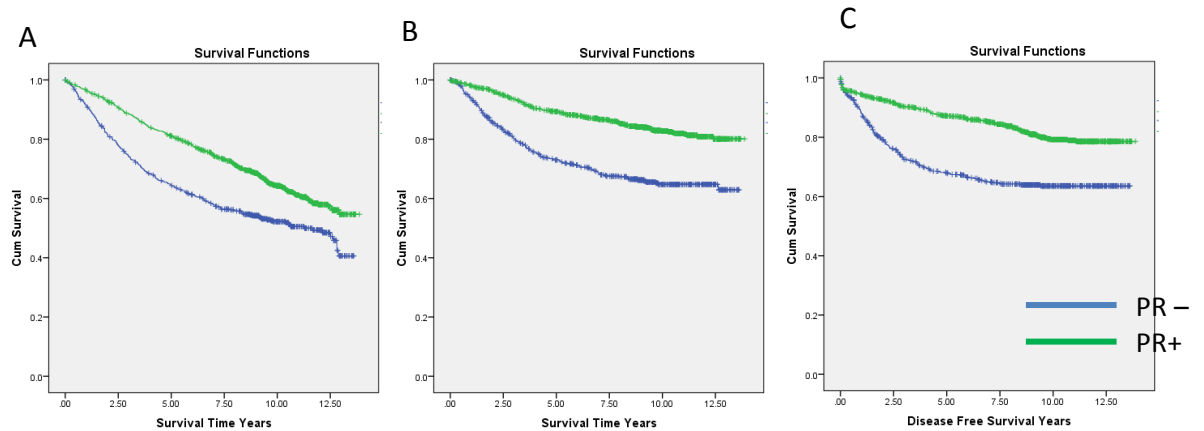 A
Survival Functions
Cum Survival
1.0
0.8
0.6
0.4
0.2
0.0
.00 2.50 5.00 7.50 10.00 12.50
Survival Time Years
B
Survival Functions
Cum Survival
1.0
0.8
0.6
0.4
0.2
0.0
.00 2.50 5.00 7.50 10.00 12.50
Survival Time Years
C
Survival Functions
Cum Survival
1.0
0.8
0.6
0.4
0.2
0.0
.00 2.50 5.00 7.50 10.00 12.50
Disease Free Survival Years
PR –
PR+